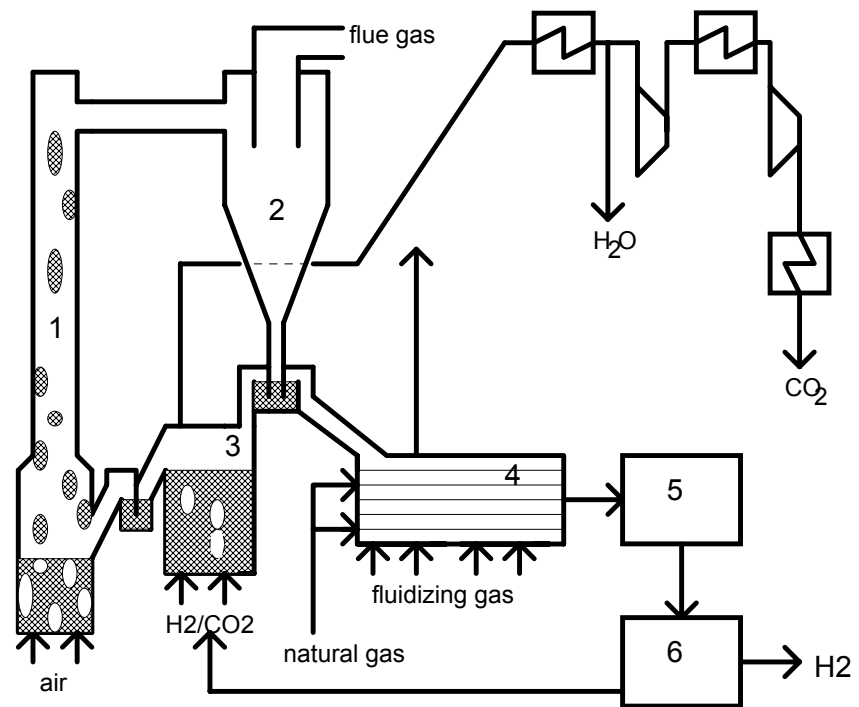 flue gas
2
H₂O
1
CO₂
3
4
5
H2/CO2
fluidizing gas
natural gas
6
H2
air